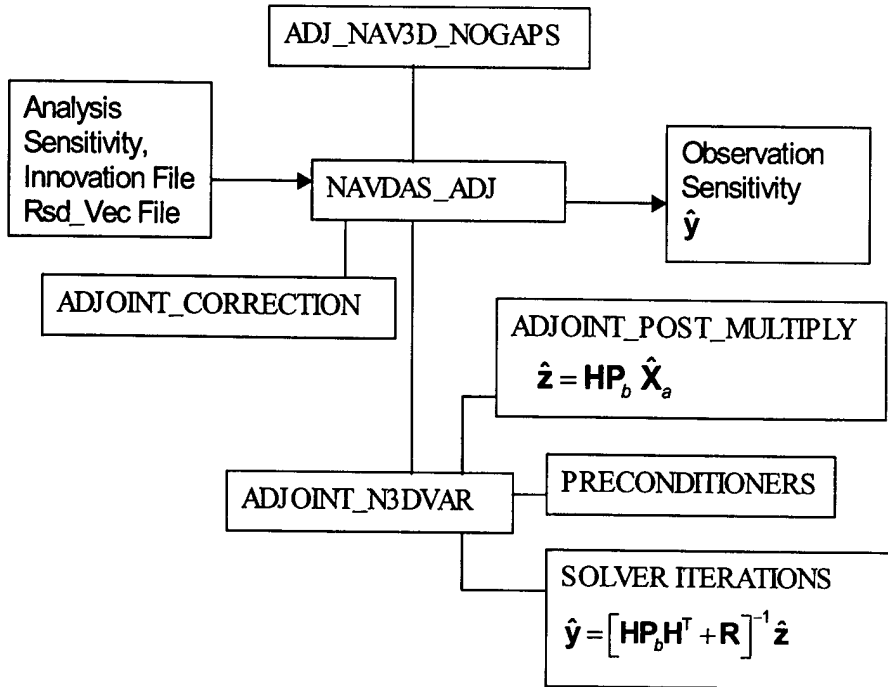 ADJ_NAV3D_NOGAPS
Analysis
Sensitivity,
Innovation File
Rsd_Vec File
NAVDAS_ADJ
Observation
Sensitivity
ŷ
ADJOINT_CORRECTION
ADJOINT_POST_MULTIPLY
ẑ = HP_b X̂_a
ADJOINT_N3DVAR
PRECONDITIONERS
SOLVER ITERATIONS
ŷ = [HP_bH^T + R]^{-1} ẑ